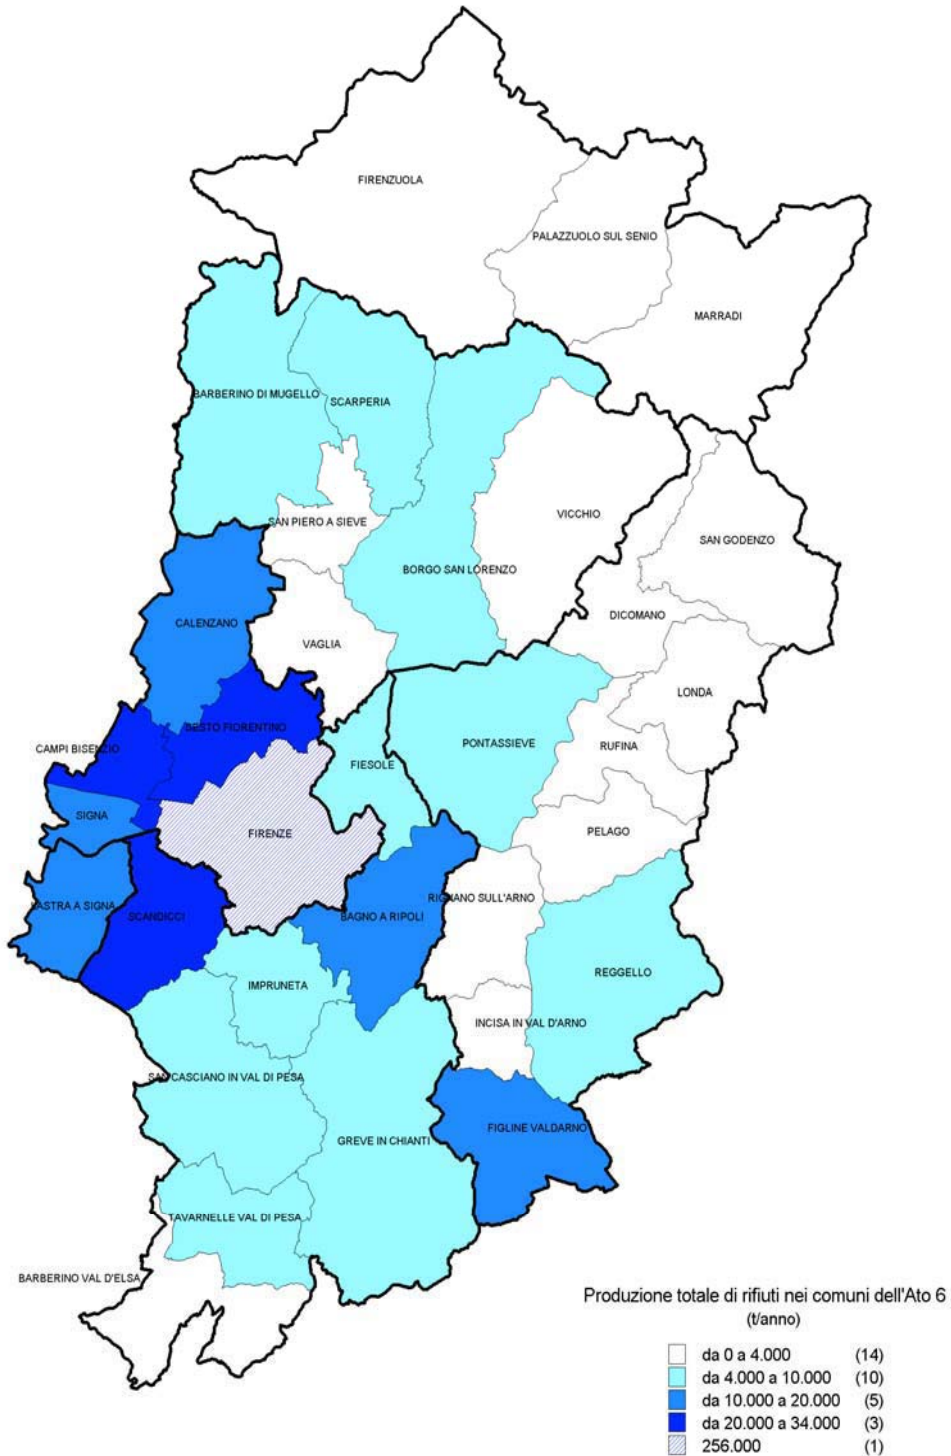 FIRENZUOLA
PALAZZUOLO SUL SENIO
MARRADI
BARBERINO DI MUGELLO
SCARPERIA
VICCHIO
SAN PIERO A SIEVE
SAN GODENZO
BORGO SAN LORENZO
DICOMANO
CALENZANO
VAGLIA
LONDA
SESTO FIORENTINO
CAMPI BISENZIO
PONTASSIEVE
RUFINA
FIESOLE
SIGNA
FIRENZE
PELAGO
LASTRA A SIGNA
SCANDICCI
BAGNO A RIPOLI
RIGNANO SULL'ARNO
REGGELLO
IMPRUNETA
INCISA IN VAL D'ARNO
SAN CASCIANO IN VAL DI PESA
FIGLINE VALDARNO
GREVE IN CHIANTI
TAVARNELLE VAL DI PESA
BARBERINO VAL D'ELSA
Produzione totale di rifiuti nei comuni dell'Ato 6
(t/anno)
da 0 a 4.000 (14)
da 4.000 a 10.000 (10)
da 10.000 a 20.000 (5)
da 20.000 a 34.000 (3)
256.000 (1)